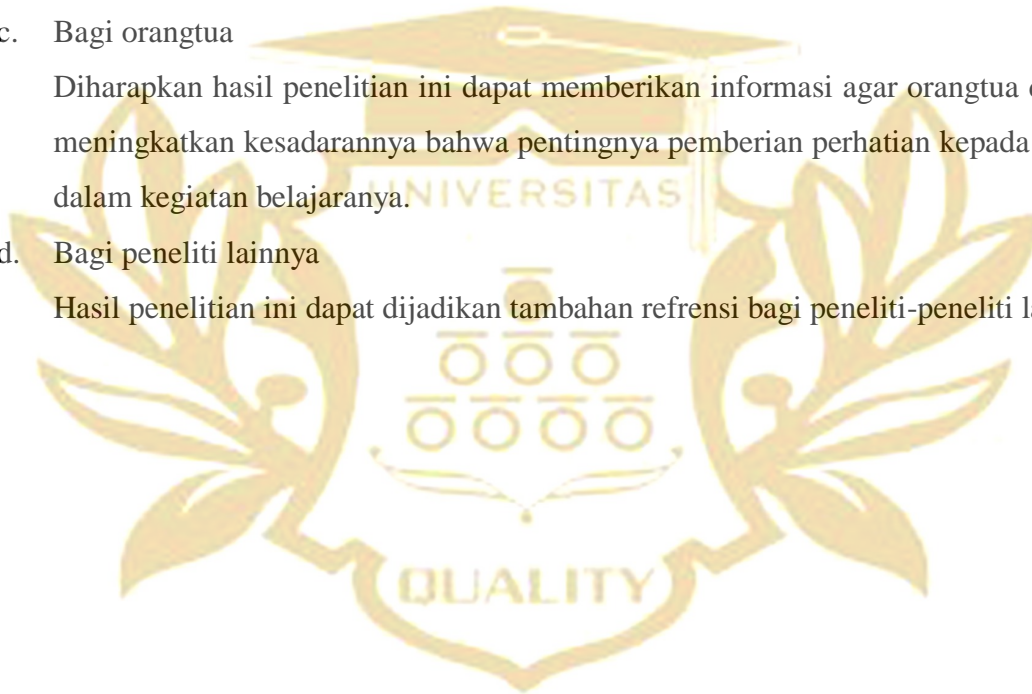 c. Bagi orangtua
Diharapkan hasil penelitian ini dapat memberikan informasi agar orangtua
meningkatkan kesadarannya bahwa pentingnya pemberian perhatian kepada
dalam kegiatan belajaranya.
UNIVERSITAS
d. Bagi peneliti lainnya
Hasil penelitian ini dapat dijadikan tambahan refrensi bagi peneliti-peneliti
QUALITY